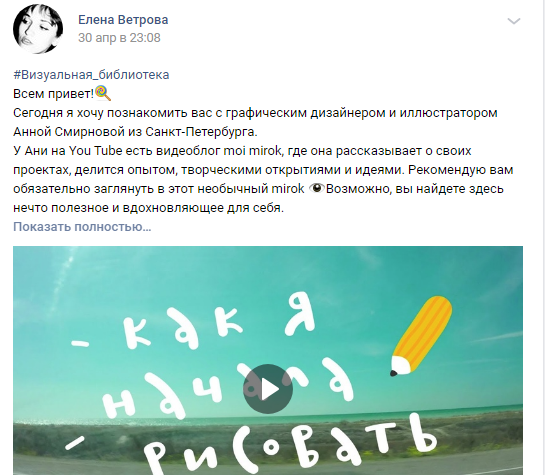 Елена Ветрова
30 апр в 23:08
#Визуальная_библиотека
Всем привет!🍭
Сегодня я хочу познакомить вас с графическим дизайнером и иллюстратором
Анной Смирновой из Санкт-Петербурга.
У Ани на You Tube есть видеоблог moi mirok, где она рассказывает о своих
проектах, делится опытом, творческими открытиями и идеями. Рекомендую вам
обязательно заглянуть в этот необычный mirok 👁Возможно, вы найдете здесь
нечто полезное и вдохновляющее для себя.
Показать полностью…
- как я
начала
- рисовать